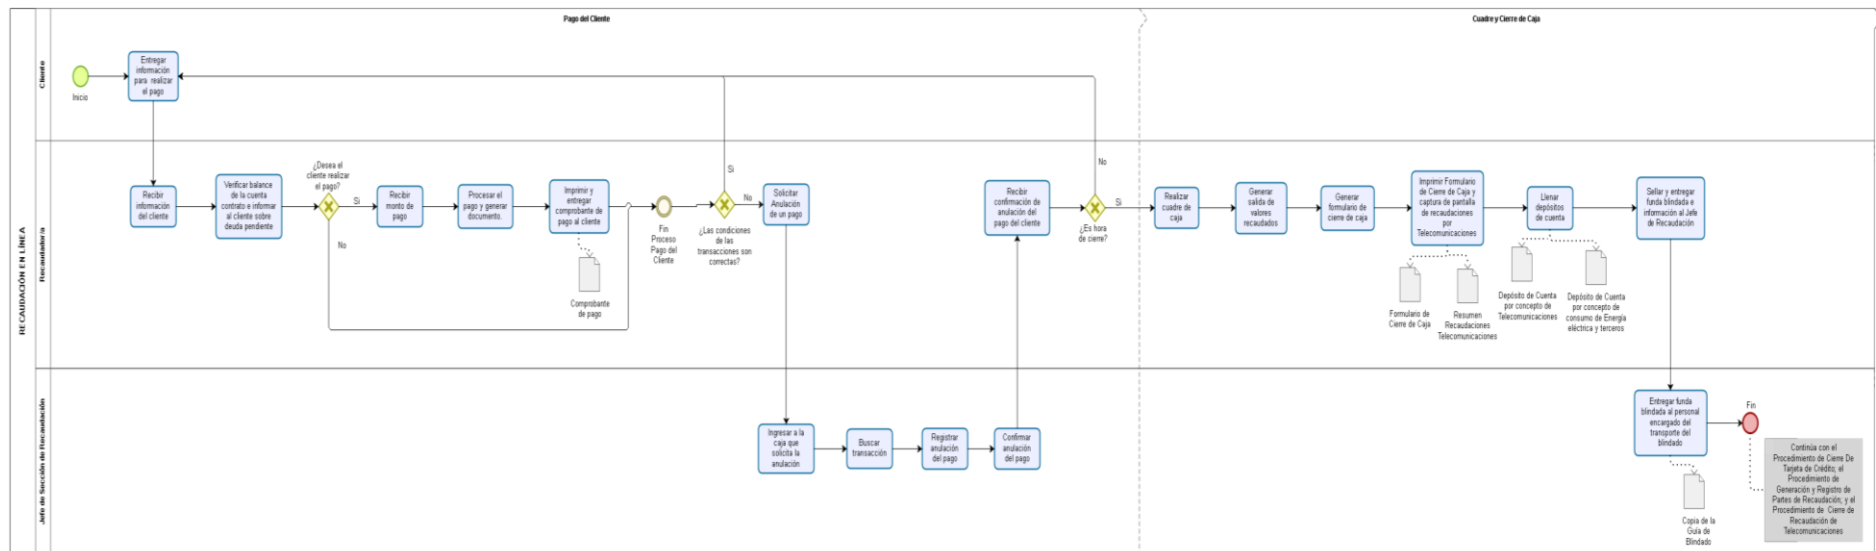 Pago del Cliente
Cuadre y Cierre de Caja
RECAUDACIÓN EN LÍNEA
Cliente
Inicio
Entregar
información
para realizar
el pago
Recaudador/a
Recibir
información
del cliente
Verificar balance
de la cuenta
contrato e informar
al cliente sobre
deuda pendiente
¿Desea el
cliente realizar
el pago?
Si
No
Recibir
monto de
pago
Procesar el
pago y generar
documento.
Imprimir y
entregar
comprobante de
pago al cliente
Comprobante
de pago
Fin
Proceso
Pago del
Cliente
¿Las condiciones
de las
transacciones son
correctas?
Si
No
Solicitar
Anulación
de un pago
Recibir
confirmación de
anulación del
pago del cliente
¿Es hora
de cierre?
No
Si
Realizar
cuadre de
caja
Generar
salida de
valores
recaudados
Generar
formulario de
cierre de caja
Imprimir Formulario
de Cierre de Caja y
captura de pantalla
de recaudaciones
por
Telecomunicaciones
Formulario de
Cierre de Caja
Resumen
Recaudaciones
Telecomunicaciones
Llenar
depósitos
de cuenta
Depósito de Cuenta
por concepto de
Telecomunicaciones
Depósito de Cuenta
por concepto de
consumo de Energía
eléctrica y terceros
Sellar y entregar
funda blindada e
información al Jefe
de Recaudación
Jefe de Sección de Recaudación
Ingresar a la
caja que
solicita la
anulación
Buscar
transacción
Registrar
anulación
del pago
Confirmar
anulación
del pago
Entregar funda
blindada al personal
encargado del
transporte del
blindado
Copia de la
Guía de
Blindado
Fin
Continúa con el
Procedimiento de Cierre De
Tarjeta de Crédito; el
Procedimiento de
Generación y Registro de
Partes de Recaudación; y el
Procedimiento de Cierre de
Recaudación de
Telecomunicaciones